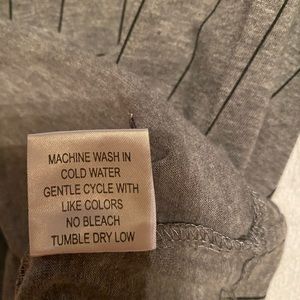 MACHINE WASH IN
COLD WATER
GENTLE CYCLE WITH
LIKE COLORS
NO BLEACH
TUMBLE DRY LOW